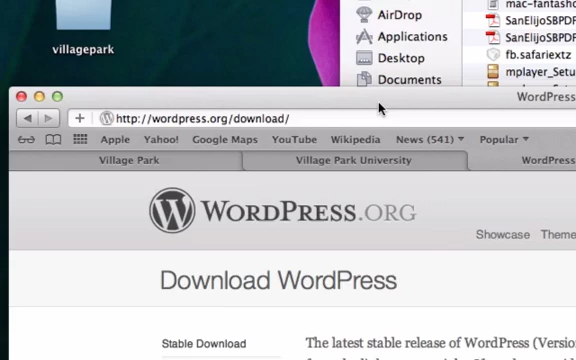 mac-fantasho
AirDrop
SanElijoSBPDF
Applications
SanElijoSBPDF
villagepark
Desktop
fb.safariextz
Documents
mplayer_Setu
WordPress
http://wordpress.org/download/
Apple Yahoo! Google Maps YouTube Wikipedia News (541) Popular
Village Park Village Park University WordPress
WORDPRESS.ORG
Showcase Theme
Download WordPress
Stable Download The latest stable release of WordPress (Versio